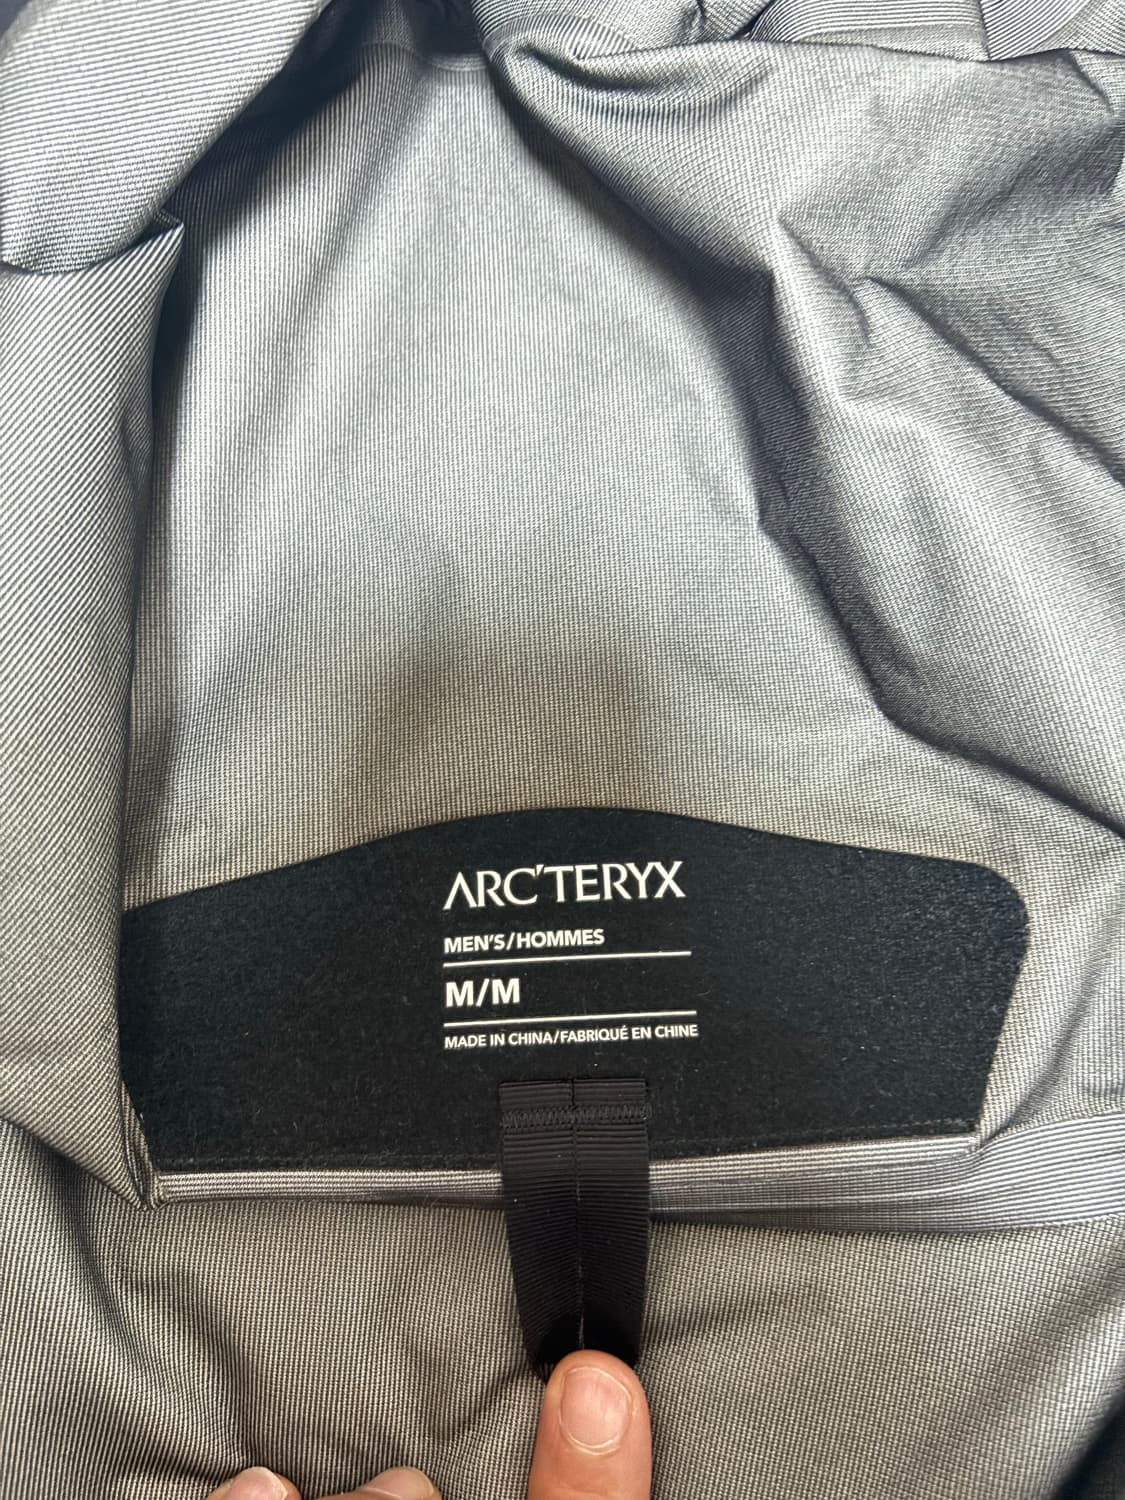 ARC'TERYX
MEN'S/HOMMES
M/M
MADE IN CHINA/FABRIQUÉ EN CHINE